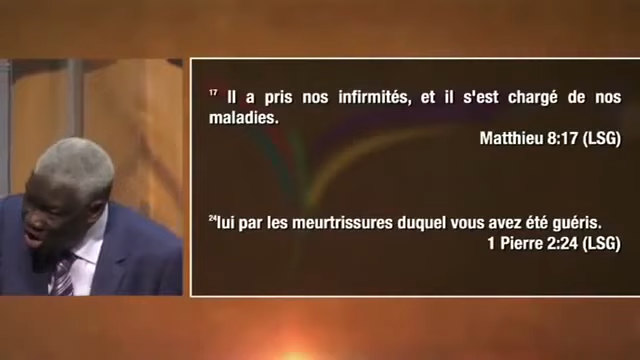 17 Il a pris nos infirmités, et il s'est chargé de nos
maladies.
Matthieu 8:17 (LSG)
24lui par les meurtrissures duquel vous avez été guéris.
1 Pierre 2:24 (LSG)